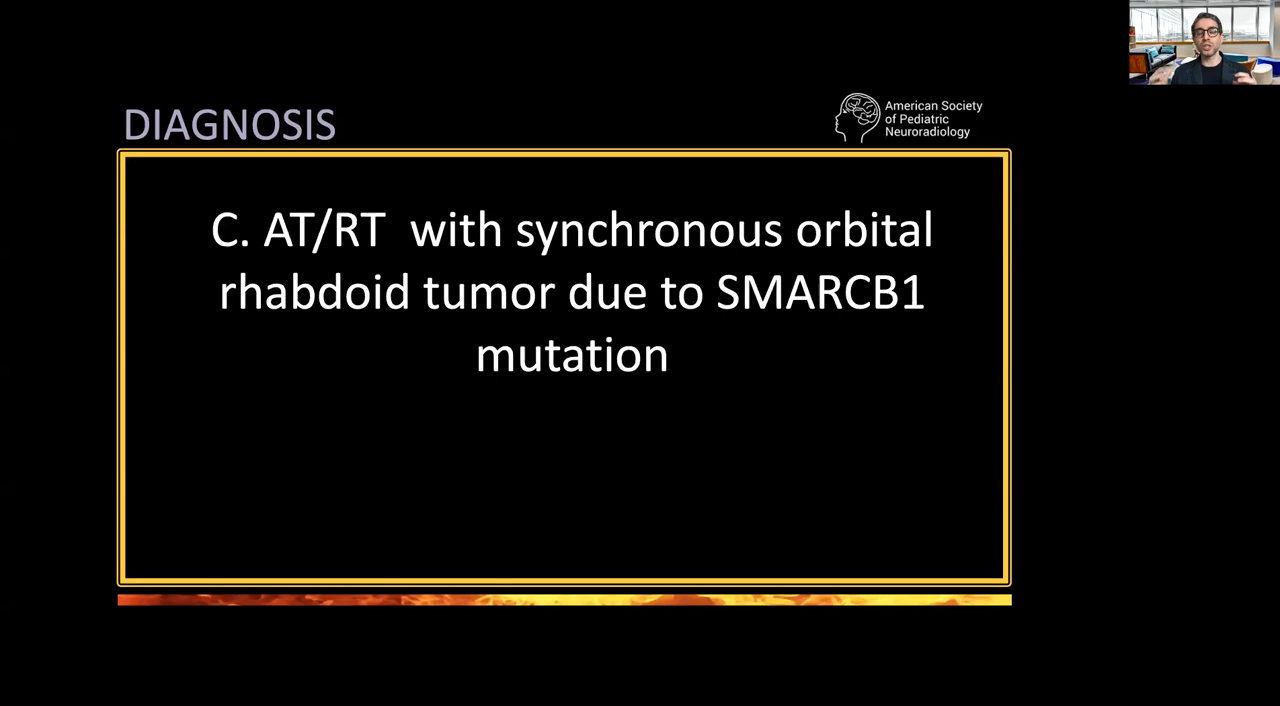 DIAGNOSIS
American Society
of Pediatric
Neuroradiology
C. AT/RT with synchronous orbital
rhabdoid tumor due to SMARCB1
mutation